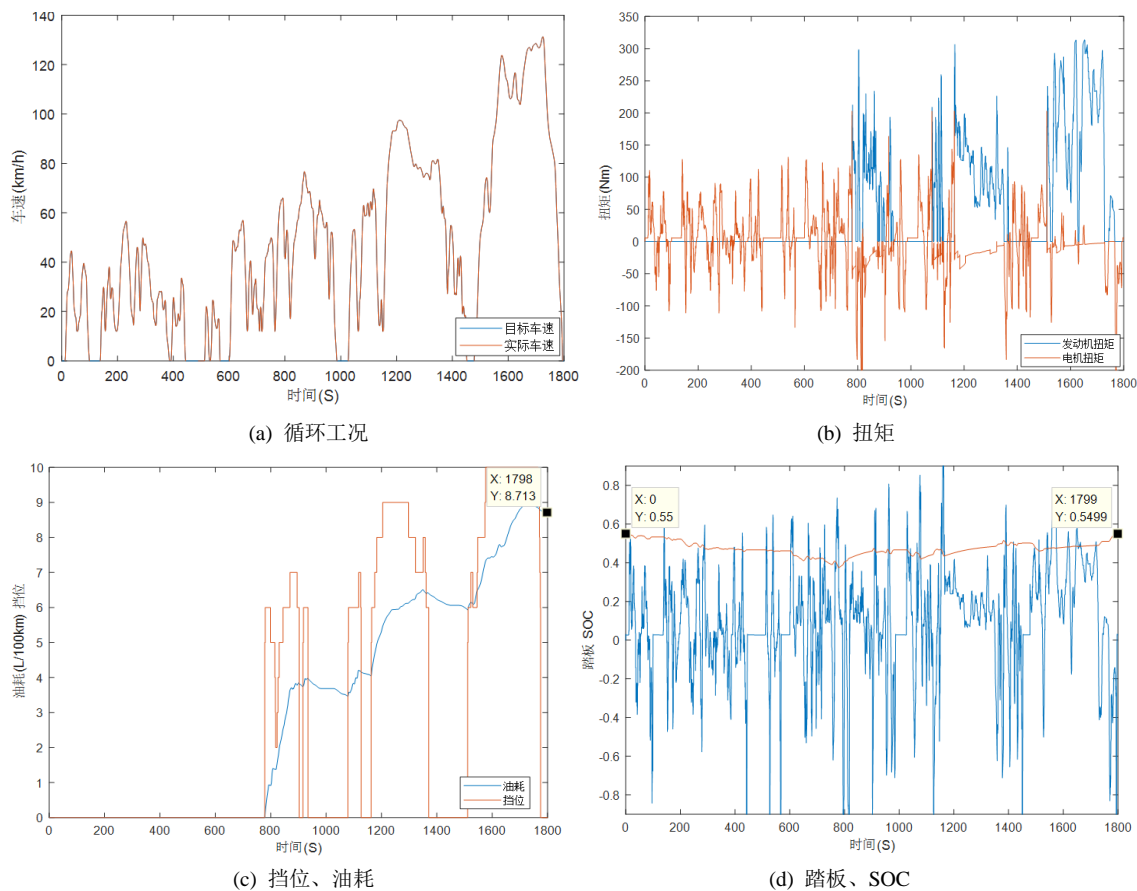 140
120
100
80
60
40
20
0
车速(km/h)
目标车速
实际车速
0 200 400 600 800 1000 1200 1400 1600 1800
时间(S)
(a) 循环工况
350
300
250
200
150
100
50
0
-50
-100
-150
-200
扭矩(Nm)
发动机扭矩
电机扭矩
0 200 400 600 800 1000 1200 1400 1600 1800
时间(S)
(b) 扭矩
10
9
8
7
6
5
4
3
2
1
0
油耗(L/100km) 挡位
X: 1798
Y: 8.713
油耗
挡位
0 200 400 600 800 1000 1200 1400 1600 1800
时间(S)
(c) 挡位、油耗
0.8
0.6
0.4
0.2
0
-0.2
-0.4
-0.6
-0.8
踏板 SOC
X: 0
Y: 0.55
X: 1799
Y: 0.5499
0 200 400 600 800 1000 1200 1400 1600 1800
时间(S)
(d) 踏板、SOC